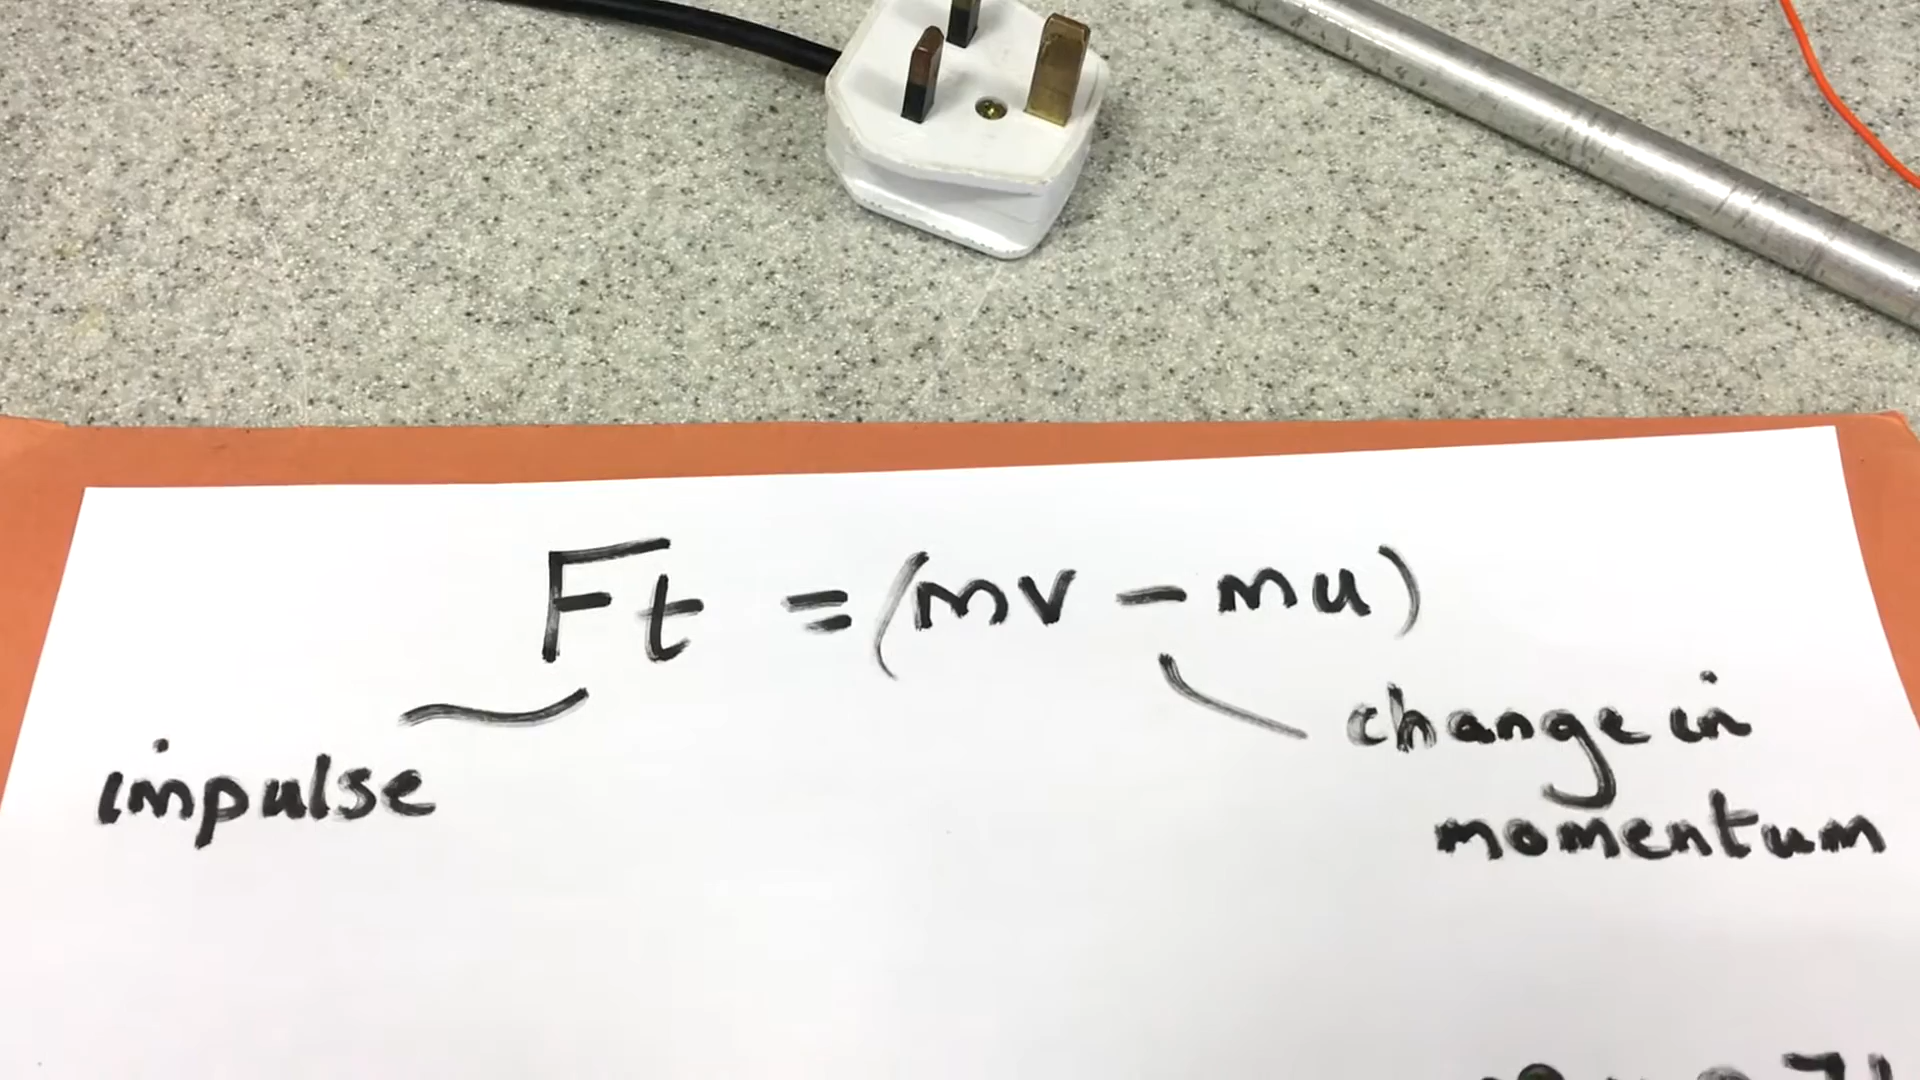 Ft = (mv - mu)
impulse
change in
momentum